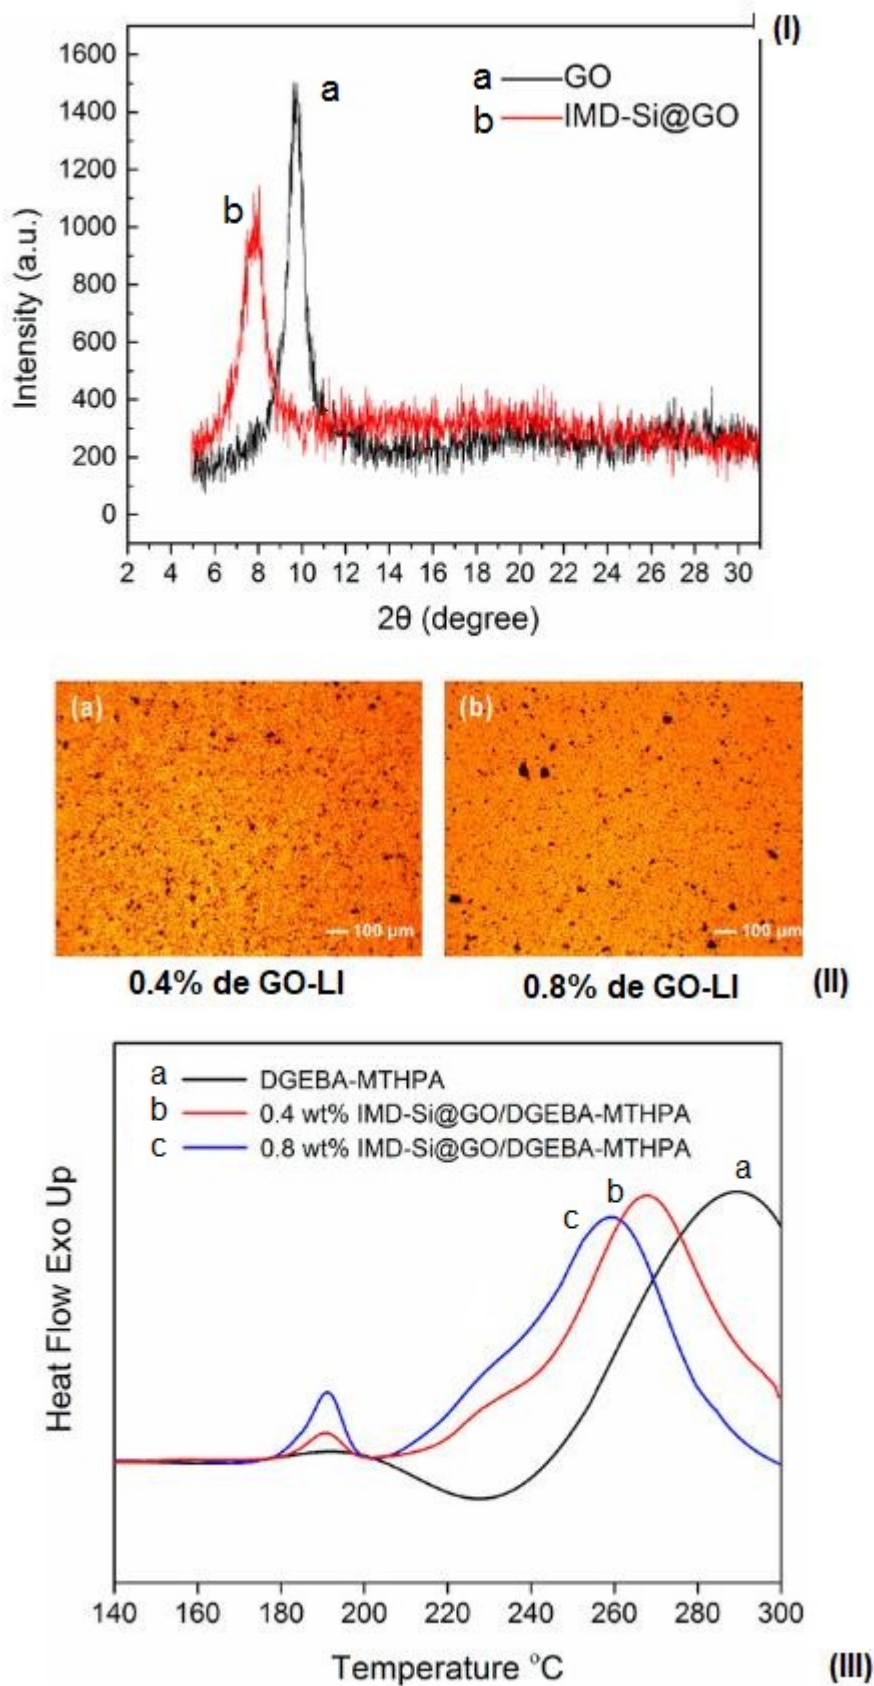 (I)
1600
1400
1200
1000
800
600
400
200
0
Intensity (a.u.)
a
b
a GO
b IMD-Si@GO
2 4 6 8 10 12 14 16 18 20 22 24 26 28 30
2θ (degree)
(a)
100 µm
(b)
100 µm
0.4% de GO-LI
0.8% de GO-LI
(II)
a DGEBA-MTHPA
b 0.4 wt% IMD-Si@GO/DGEBA-MTHPA
c 0.8 wt% IMD-Si@GO/DGEBA-MTHPA
a
b
c
Heat Flow Exo Up
140 160 180 200 220 240 260 280 300
Temperature °C
(III)